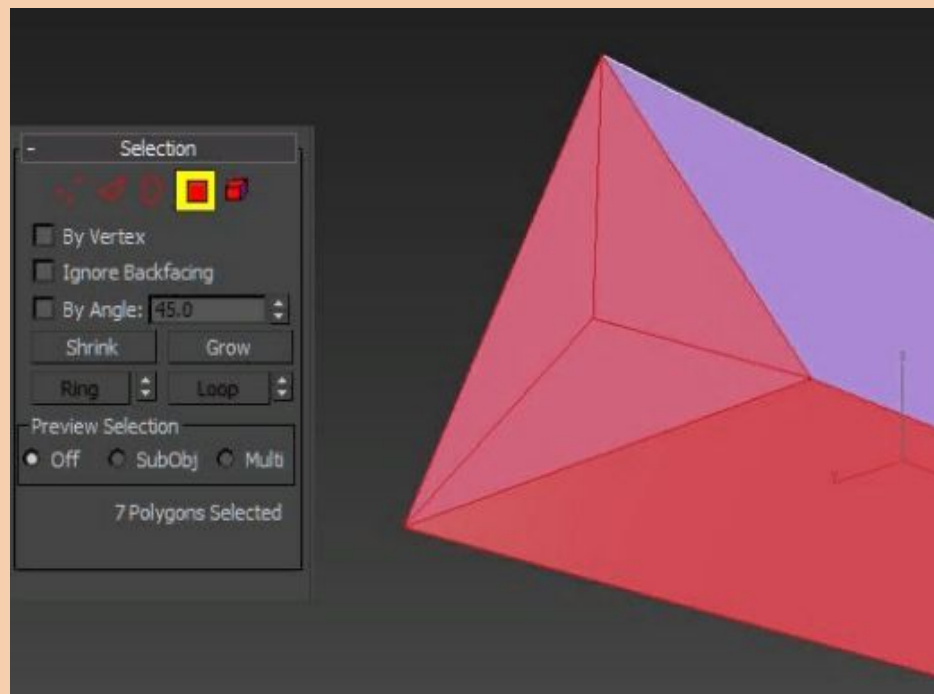 - Selection
By Vertex
Ignore Backfacing
By Angle: 45.0
Shrink Grow
Ring Loop
Preview Selection
Off SubObj Multi
7 Polygons Selected